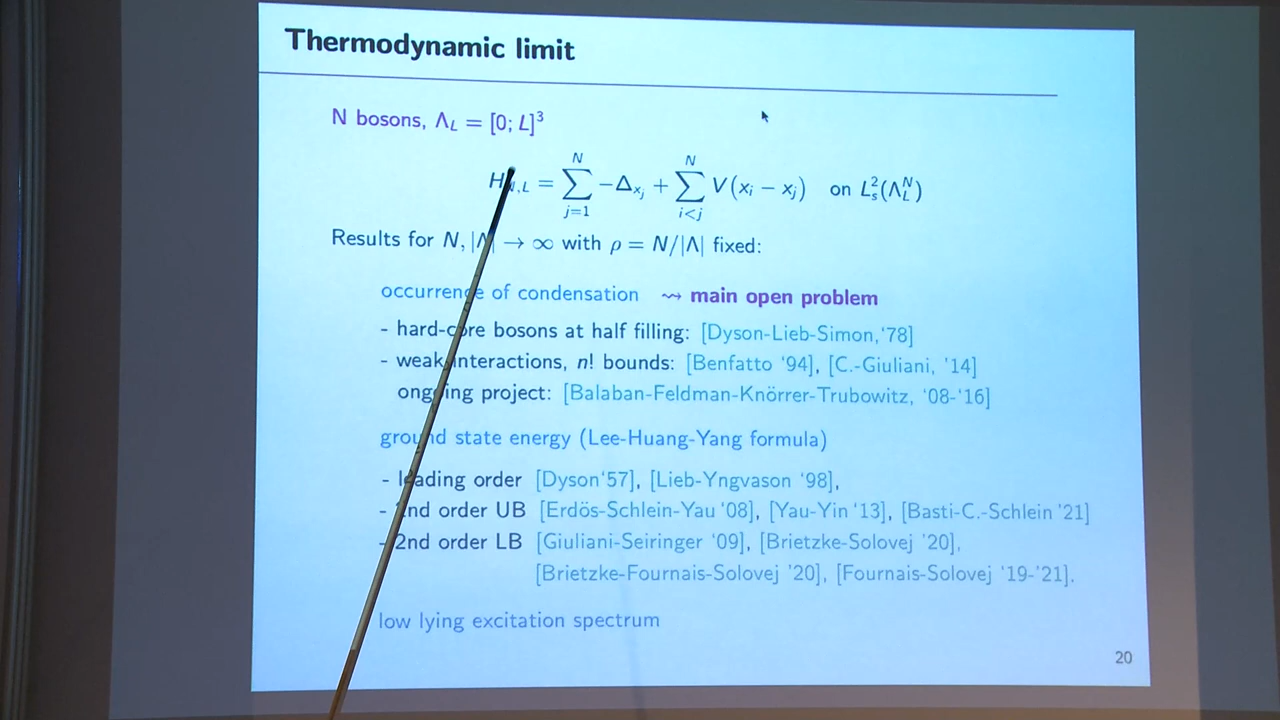 Thermodynamic limit
N bosons, Λ_L = [0; L]³
H_{N,L} = ∑_{j=1}^{N} −Δ_{x_j} + ∑_{i<j}^{N} V(x_i − x_j) on L²_s(Λ_L^N)
Results for N, |Λ| → ∞ with ρ = N/|Λ| fixed:
occurrence of condensation ⇝ main open problem
- hard-core bosons at half filling: [Dyson-Lieb-Simon,'78]
- weak interactions, n! bounds: [Benfatto '94], [C.-Giuliani, '14]
ongoing project: [Balaban-Feldman-Knörrer-Trubowitz, '08-'16]
ground state energy (Lee-Huang-Yang formula)
- leading order [Dyson'57], [Lieb-Yngvason '98],
- 2nd order UB [Erdös-Schlein-Yau '08], [Yau-Yin '13], [Basti-C.-Schlein '21]
- 2nd order LB [Giuliani-Seiringer '09], [Brietzke-Solovej '20],
[Brietzke-Fournais-Solovej '20], [Fournais-Solovej '19-'21].
low lying excitation spectrum
20